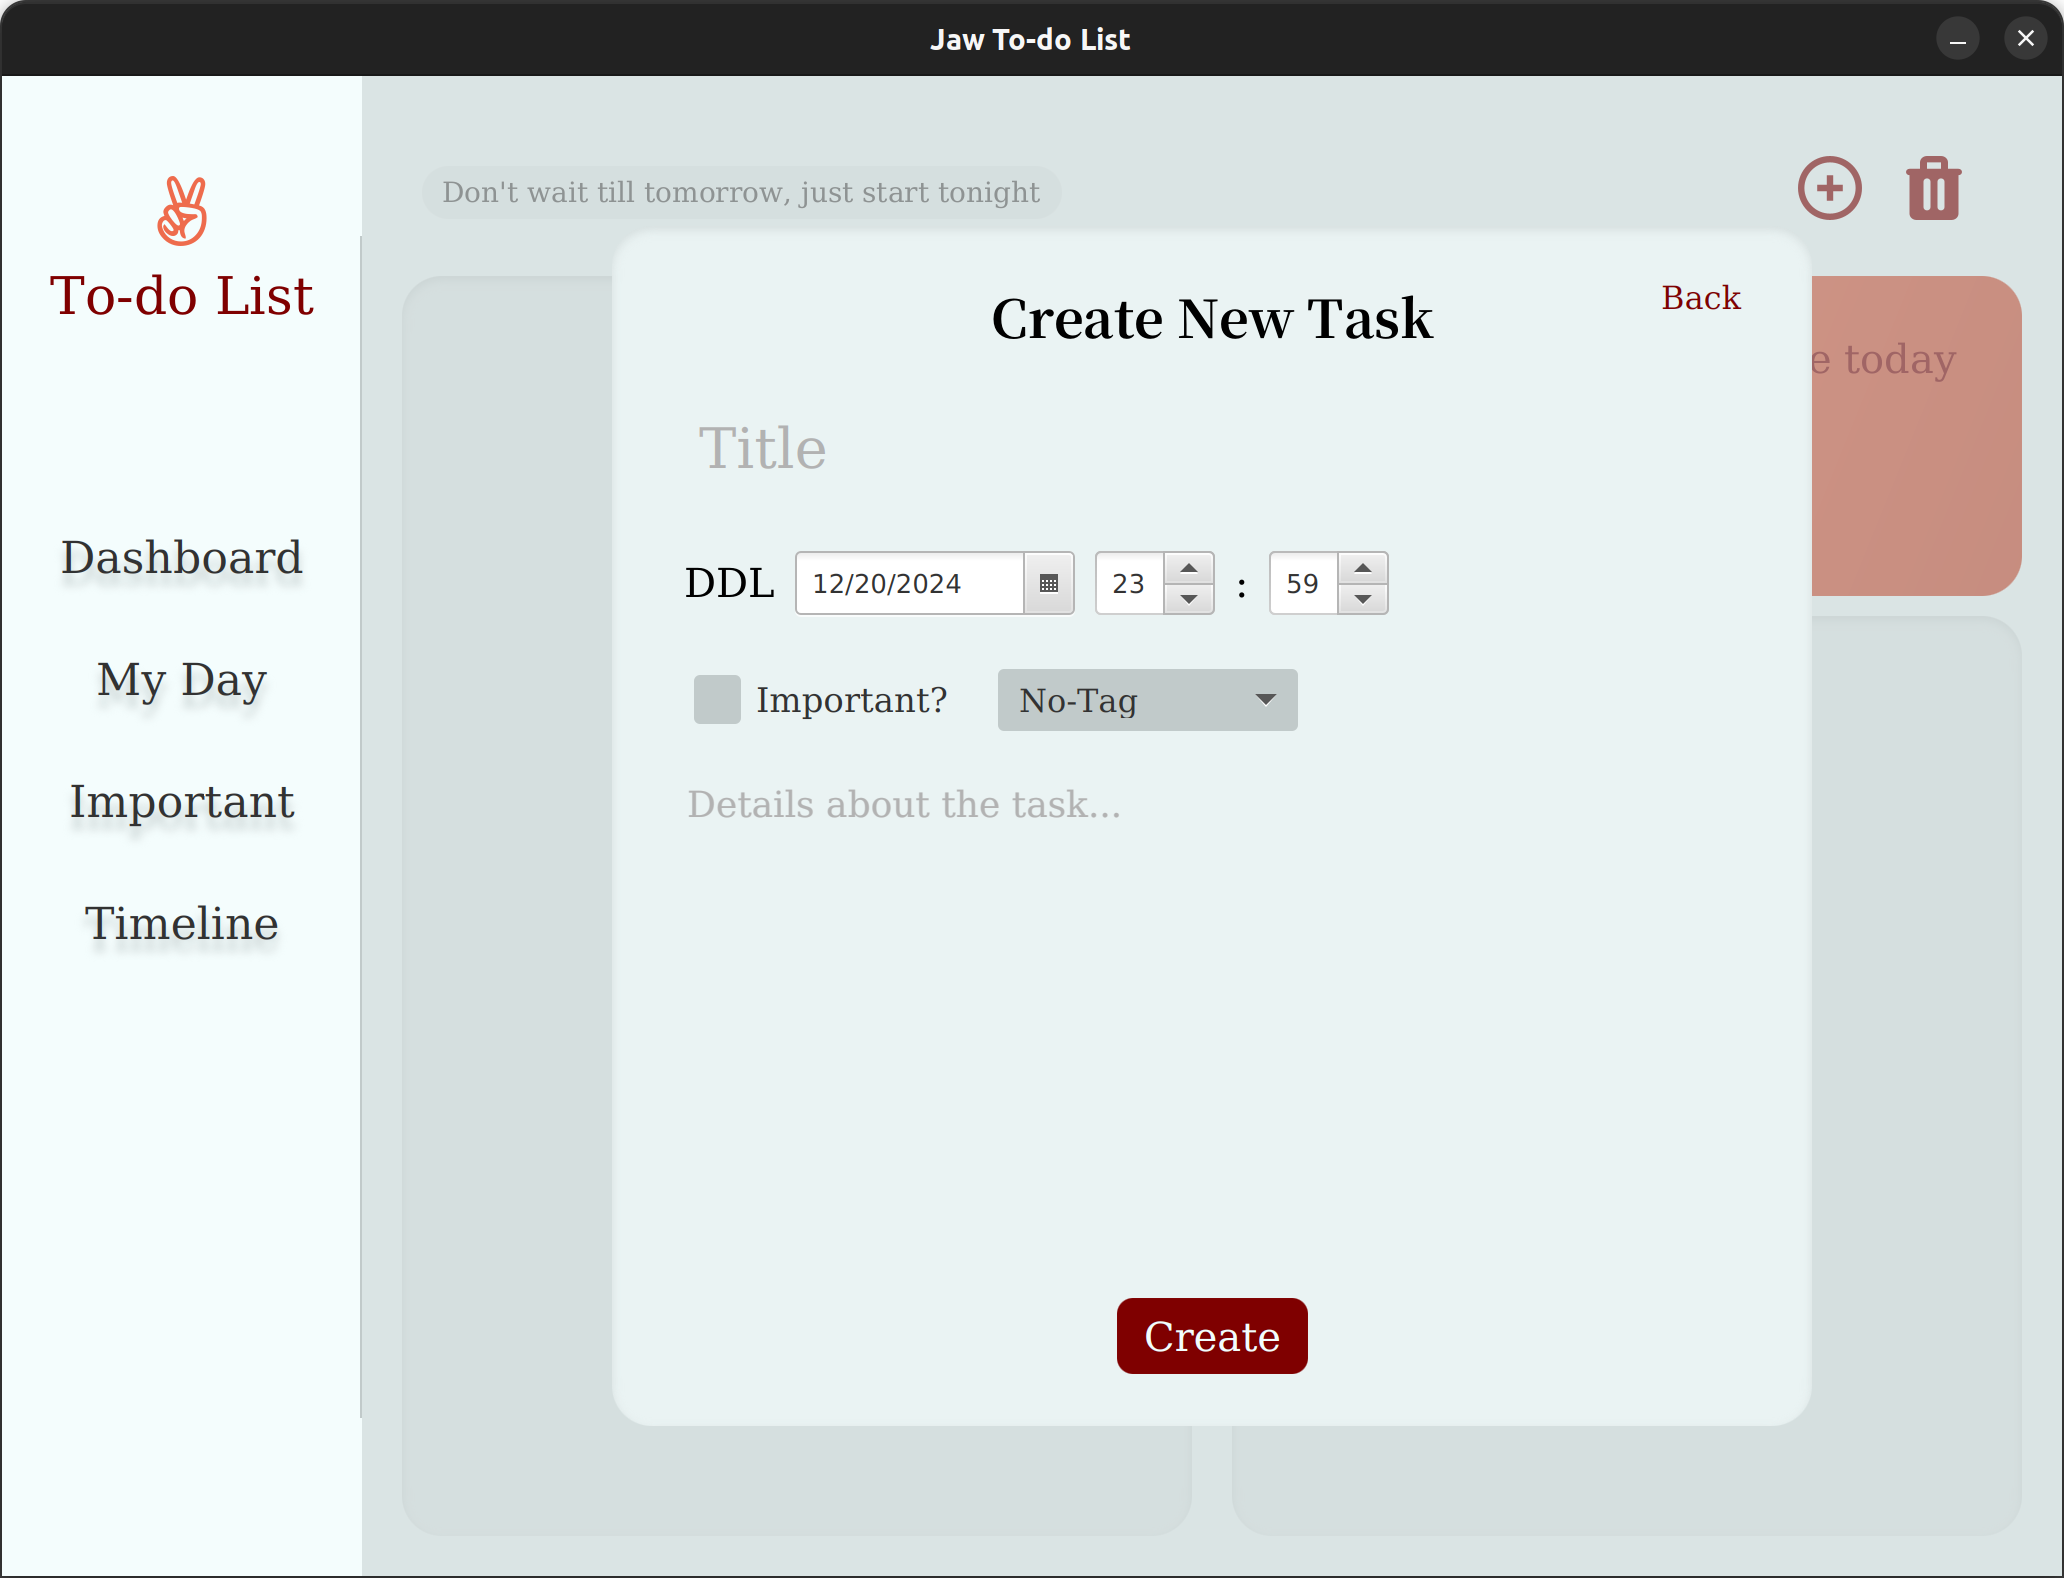 Jaw To-do List
To-do List
Dashboard
My Day
Important
Timeline
Don't wait till tomorrow, just start tonight
Create New Task
Back
e today
Title
DDL 12/20/2024 23 : 59
Important? No-Tag
Details about the task...
Create